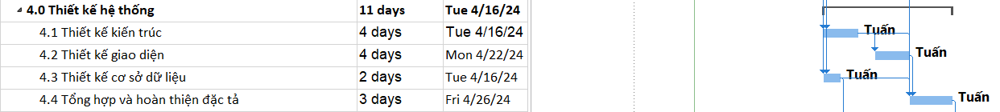 4.0 Thiết kế hệ thống 11 days Tue 4/16/24
4.1 Thiết kế kiến trúc 4 days Tue 4/16/24 Tuấn
4.2 Thiết kế giao diện 4 days Mon 4/22/24 Tuấn
4.3 Thiết kế cơ sở dữ liệu 2 days Tue 4/16/24 Tuấn
4.4 Tổng hợp và hoàn thiện đặc tả 3 days Fri 4/26/24 Tuấn